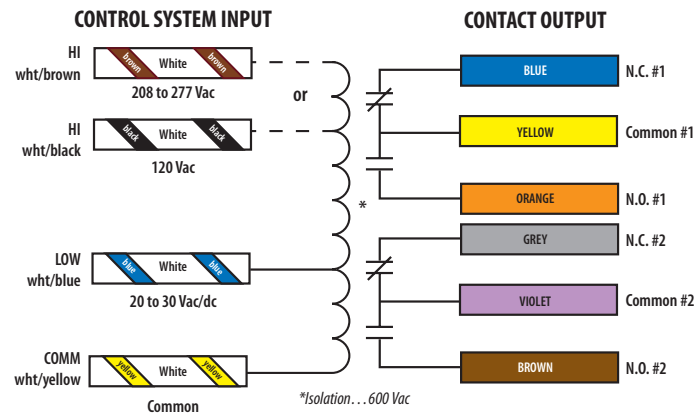 CONTROL SYSTEM INPUT
CONTACT OUTPUT
HI
wht/brown
brown White brown
208 to 277 Vac
or
HI
wht/black
black White black
120 Vac
*
LOW
wht/blue
blue White blue
20 to 30 Vac/dc
COMM
wht/yellow
yellow White yellow
Common
*Isolation...600 Vac
BLUE N.C. #1
YELLOW Common #1
ORANGE N.O. #1
GREY N.C. #2
VIOLET Common #2
BROWN N.O. #2